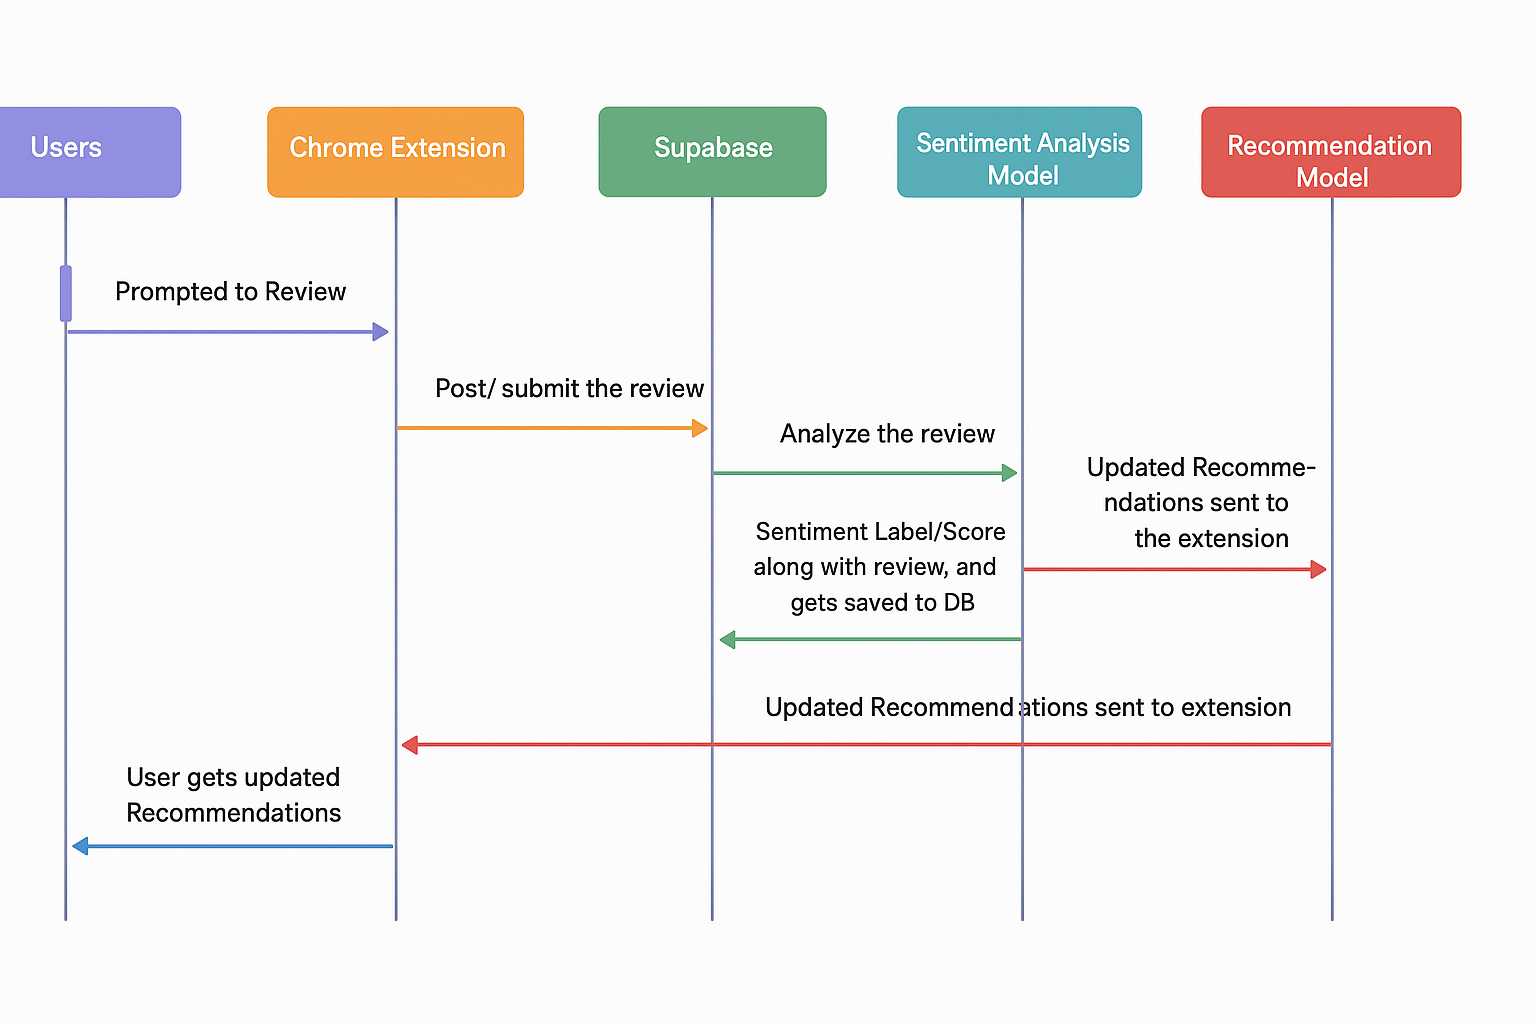 Users
Chrome Extension
Supabase
Sentiment Analysis
Model
Recommendation
Model
Prompted to Review
Post/ submit the review
Analyze the review
Updated Recomme-
ndations sent to
the extension
Sentiment Label/Score
along with review, and
gets saved to DB
Updated Recommendations sent to extension
User gets updated
Recommendations